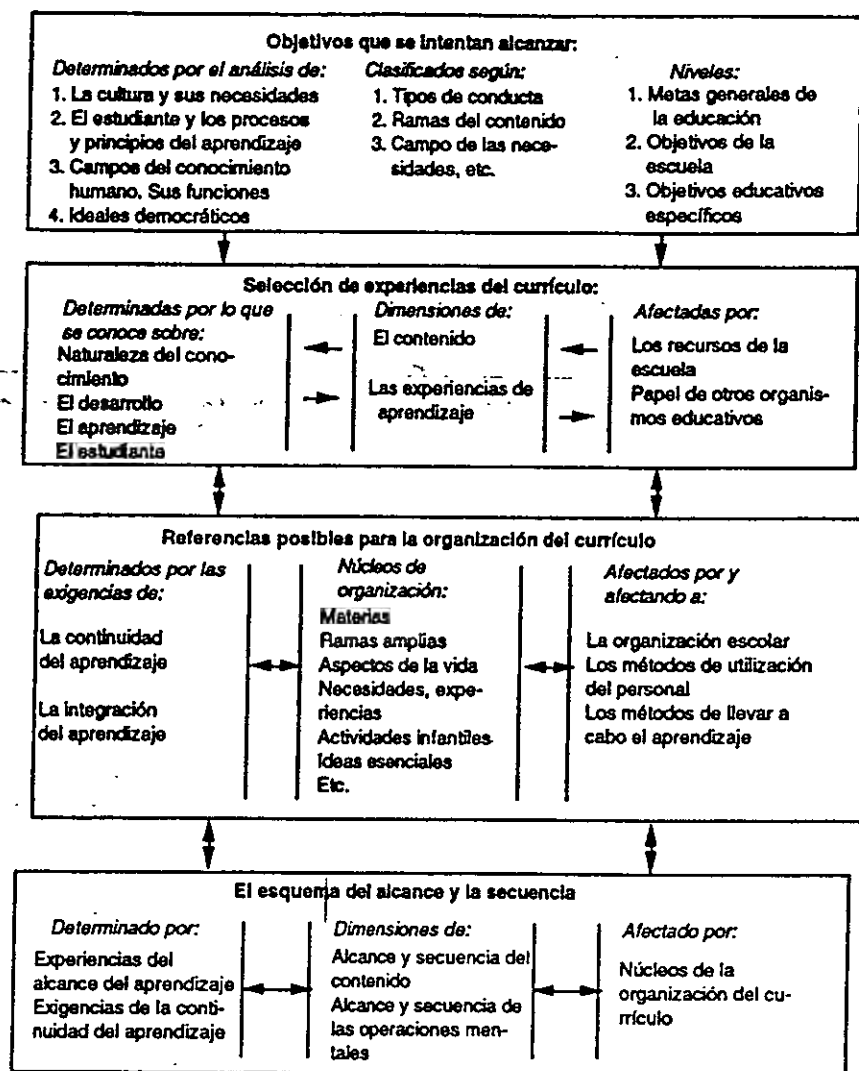 Objetivos que se intentan alcanzar:
Determinados por el análisis de:
1. La cultura y sus necesidades
2. El estudiante y los procesos
y principios del aprendizaje
3. Campos del conocimiento
humano. Sus funciones
4. Ideales democráticos
Clasificados según:
1. Tipos de conducta
2. Ramas del contenido
3. Campo de las nece-
sidades, etc.
Niveles:
1. Metas generales de
la educación
2. Objetivos de la
escuela
3. Objetivos educativos
específicos
Selección de experiencias del currículo:
Determinadas por lo que
se conoce sobre:
Naturaleza del cono-
cimiento
El desarrollo
El aprendizaje
El estudiante
Dimensiones de:
El contenido
Las experiencias de
aprendizaje
Afectadas por:
Los recursos de la
escuela
Papel de otros organis-
mos educativos
Referencias posibles para la organización del currículo
Determinados por las
exigencias de:
La continuidad
del aprendizaje
La integración
del aprendizaje
Núcleos de
organización:
Materias
Ramas amplias
Aspectos de la vida
Necesidades, expe-
riencias
Actividades infantiles
Ideas esenciales
Etc.
Afectados por y
afectando a:
La organización escolar
Los métodos de utilización
del personal
Los métodos de llevar a
cabo el aprendizaje
El esquema del alcance y la secuencia
Determinado por:
Experiencias del
alcance del aprendizaje
Exigencias de la conti-
nuidad del aprendizaje
Dimensiones de:
Alcance y secuencia del
contenido
Alcance y secuencia de
las operaciones men-
tales
Afectado por:
Núcleos de la
organización del cu-
rrículo